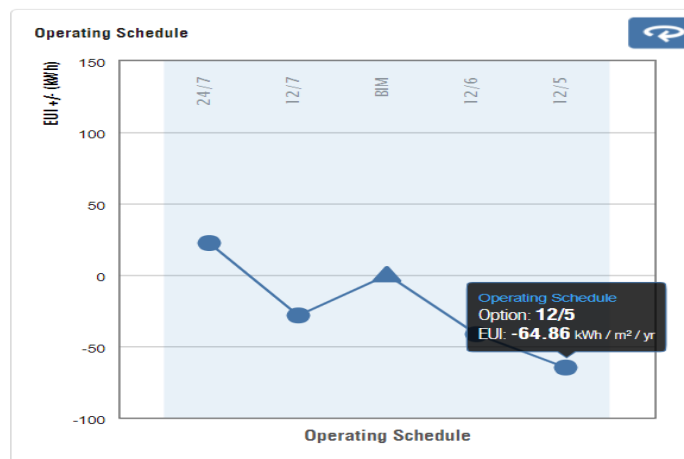 Operating Schedule
150
100
50
0
-50
-100
EUI +/- (kWh)
24/7
12/7
BIM
12/6
12/5
Operating Schedule
Option: 12/5
EUI: -64.86 kWh / m² / yr
Operating Schedule